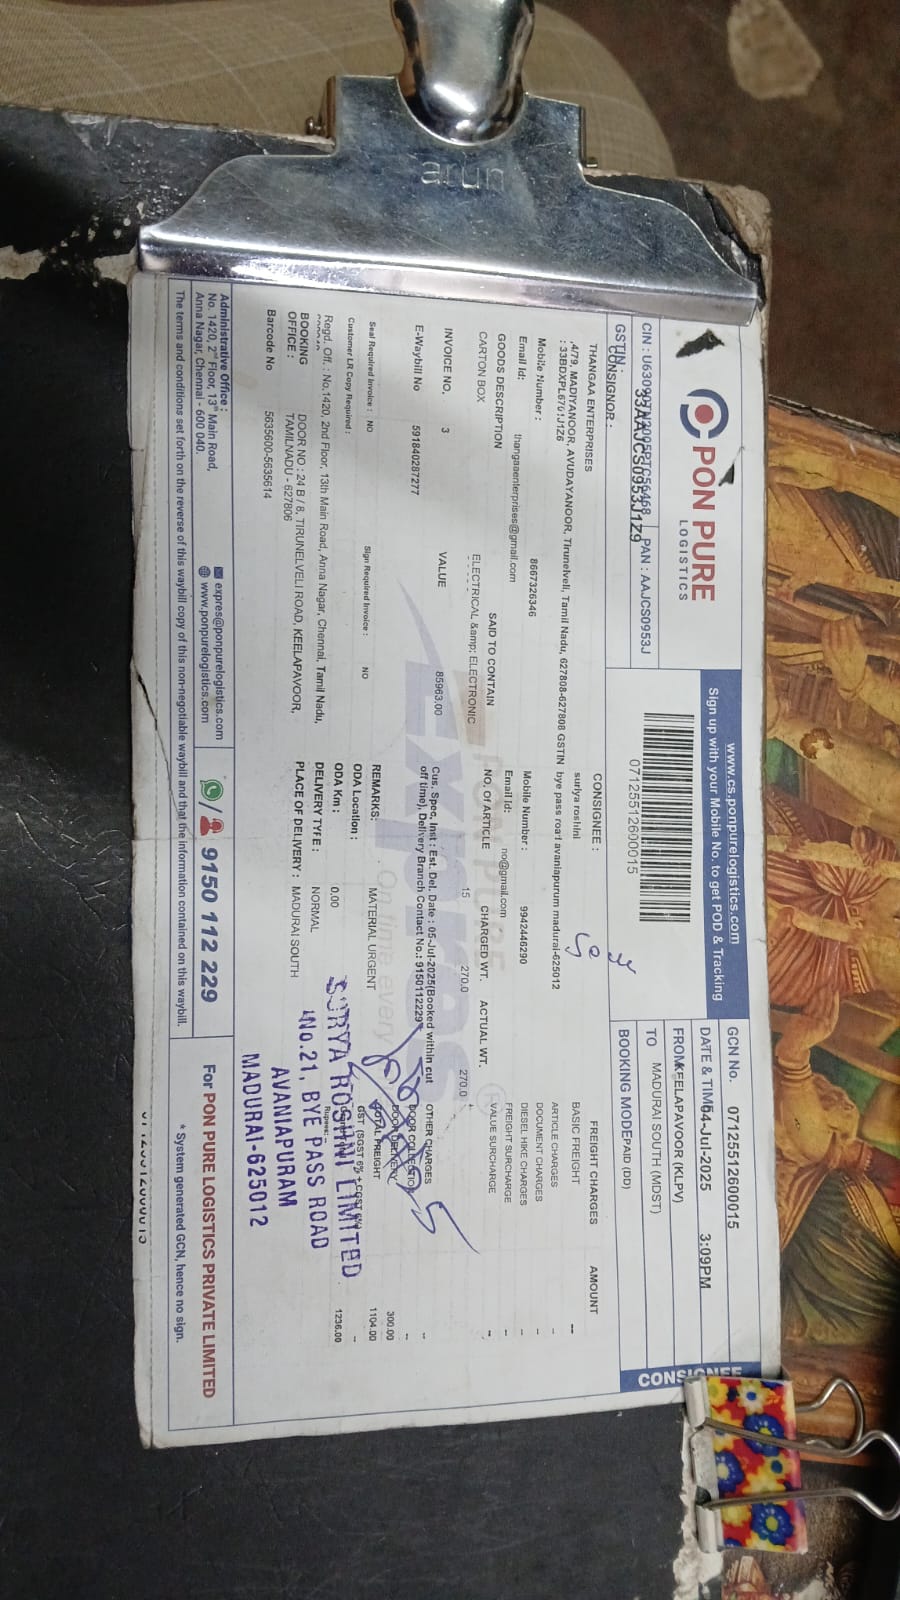 arun
PON PURE
LOGISTICS
PAN : AAJCS0953J
GSTIN : 33AAJCS0953J1Z9
www.cs.ponpurelogistics.com
Sign up with your Mobile No. to get POD & Tracking
071255126000 15
GCN No. 07125512600015
DATE & TIME 04-Jul-2025 3:09PM
FROM KEELAPAVOOR (KLPV)
TO MADURAI SOUTH (MDST)
BOOKING MODE PAID (DD)
CONSIGNEE
CONSIGNOR :
THANGAA ENTERPRISES
4/79, MADIYANOOR, AVUDAYANOOR, Tirunelveli, Tamil Nadu, 627808-627808 GSTIN
Mobile Number : 8667326346
Email Id: thangaaenterprises@gmail.com
CONSIGNEE :
suriya roshini
bye pass road avaniapurum madurai-625012
Mobile Number : 9942446290
Email Id: no@gmail.com
GOODS DESCRIPTION SAID TO CONTAIN NO. Of ARTICLE CHARGED WT. ACTUAL WT.
CARTON BOX ELECTRICAL &amp; ELECTRONIC 15 270.0 270.0
INVOICE NO. 3 VALUE 85963.00
E-Waybill No 591840287277
Cus. Spec. Inst : Est. Del. Date : 05-Jul-2025(Booked within cut
off time), Delivery Branch Contact No.: 9150112229
Seal Required Invoice : NO Sign Required Invoice : NO
Customer LR Copy Required :
REMARKS: MATERIAL URGENT
ODA Location :
ODA Km : 0.00
DELIVERY TYPE : NORMAL
PLACE OF DELIVERY : MADURAI SOUTH
Regd. Off. : No.1420, 2nd Floor, 13th Main Road, Anna Nagar, Chennai, Tamil Nadu,
BOOKING OFFICE : DOOR NO : 24 B / 8, TIRUNELVELI ROAD, KEELAPAVOOR,
TAMILNADU - 627806
Barcode No 5635600-5635614
FREIGHT CHARGES AMOUNT
BASIC FREIGHT --
ARTICLE CHARGES --
DOCUMENT CHARGES --
DIESEL HIKE CHARGES --
FREIGHT SURCHARGE --
VALUE SURCHARGE --
OTHER CHARGES --
DOOR COLLECTION --
DOOR DELIVERY 300.00
TOTAL FREIGHT 1104.00
GST (SGST 6% + CGST 6%) --
1236.00
SURYA ROSHNI LIMITED
No.21, BYE PASS ROAD
AVANIAPURAM
MADURAI-625012
Administrative Office :
No. 1420, 2nd Floor, 13th Main Road,
Anna Nagar, Chennai - 600 040.
expres@ponpurelogistics.com
www.ponpurelogistics.com
9150 112 229
For PON PURE LOGISTICS PRIVATE LIMITED
The terms and conditions set forth on the reverse of this waybill copy of this non-negotiable waybill and that the information contained on this waybill.
* System generated GCN, hence no sign.